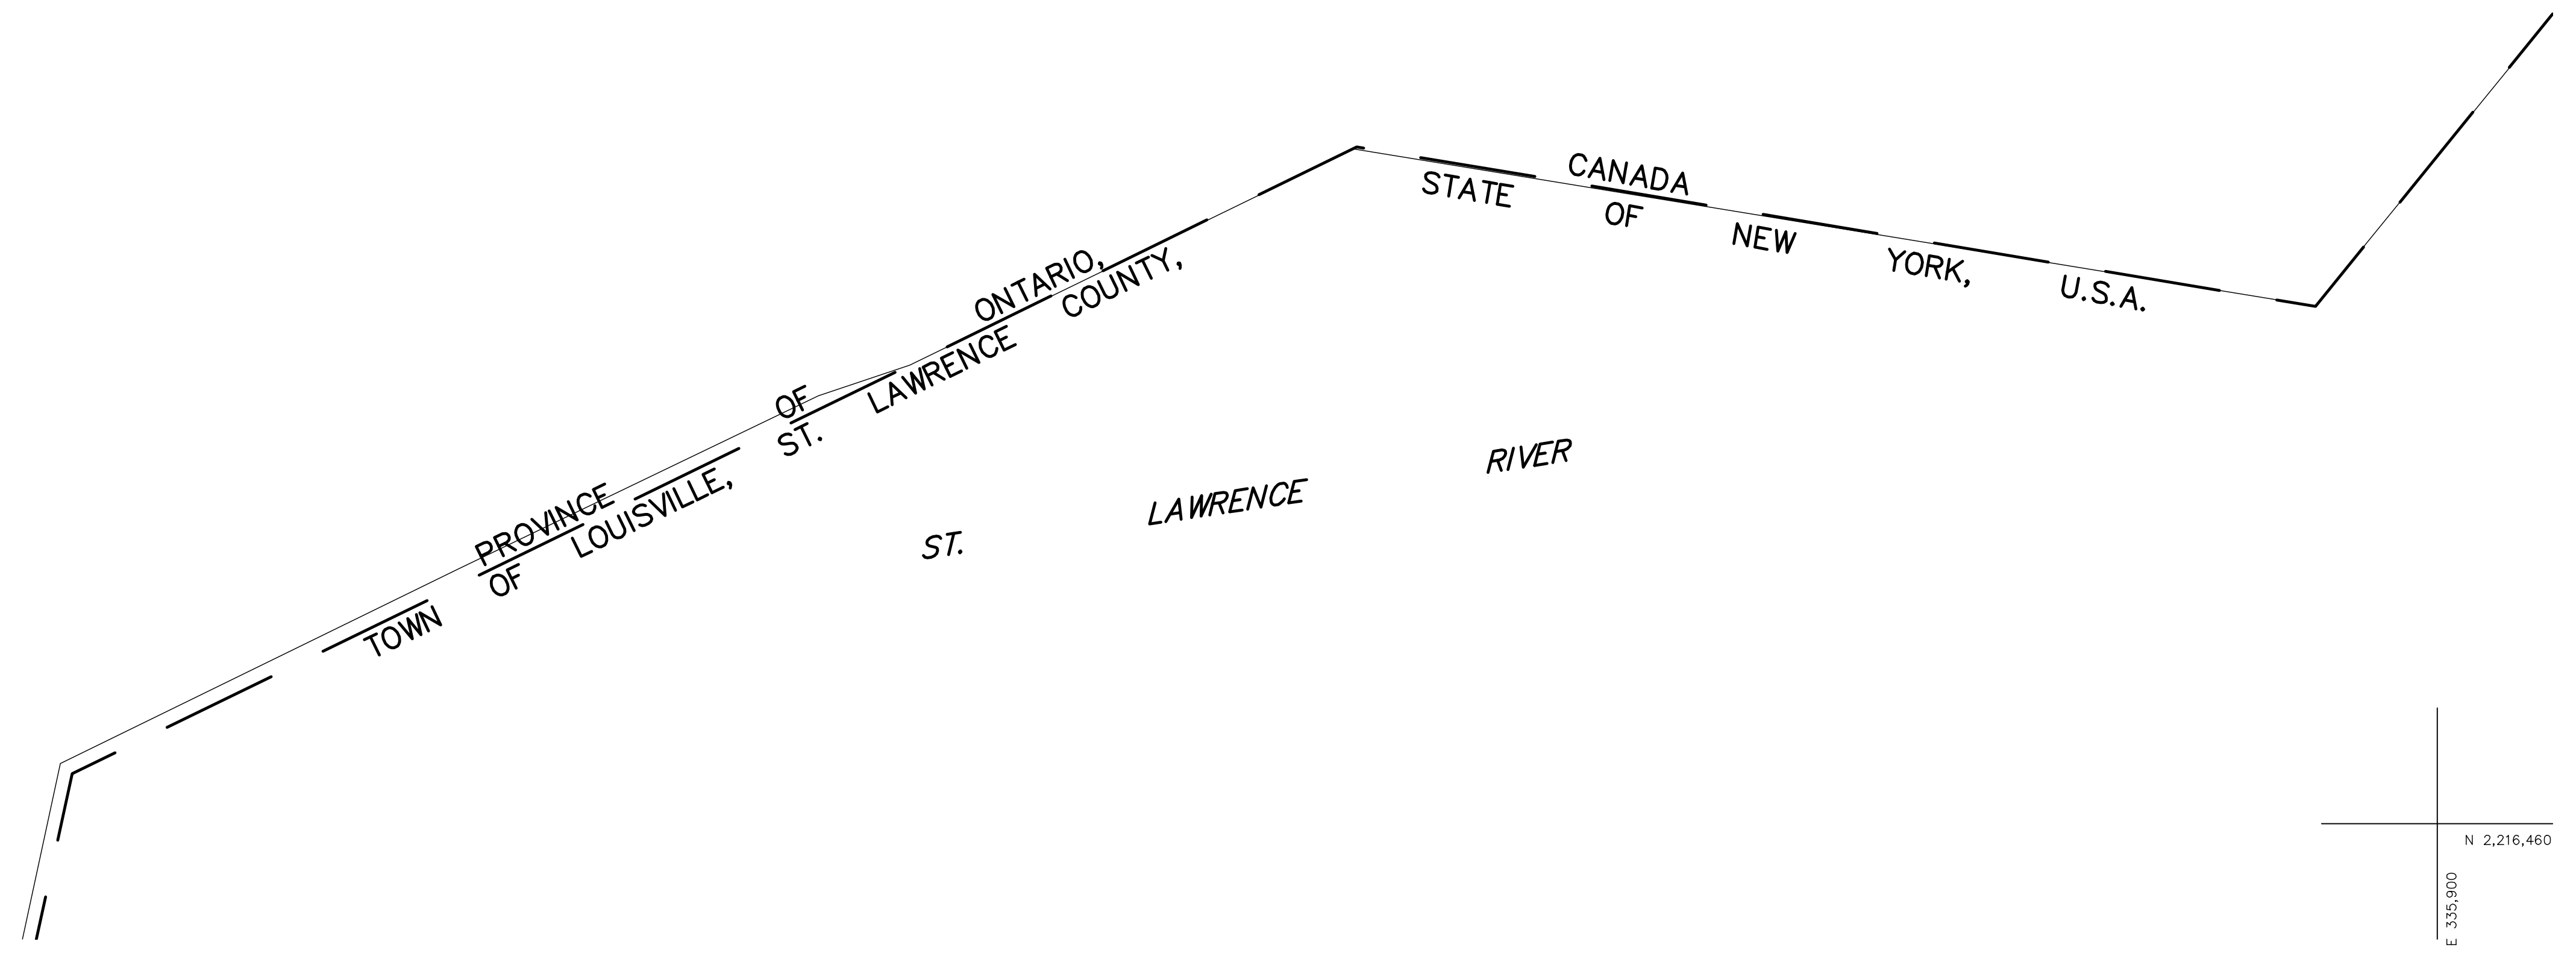 PROVINCE OF ONTARIO, CANADA
TOWN OF LOUISVILLE, ST. LAWRENCE COUNTY, STATE OF NEW YORK, U.S.A.
ST. LAWRENCE RIVER
N 2,216,460
E 335,900